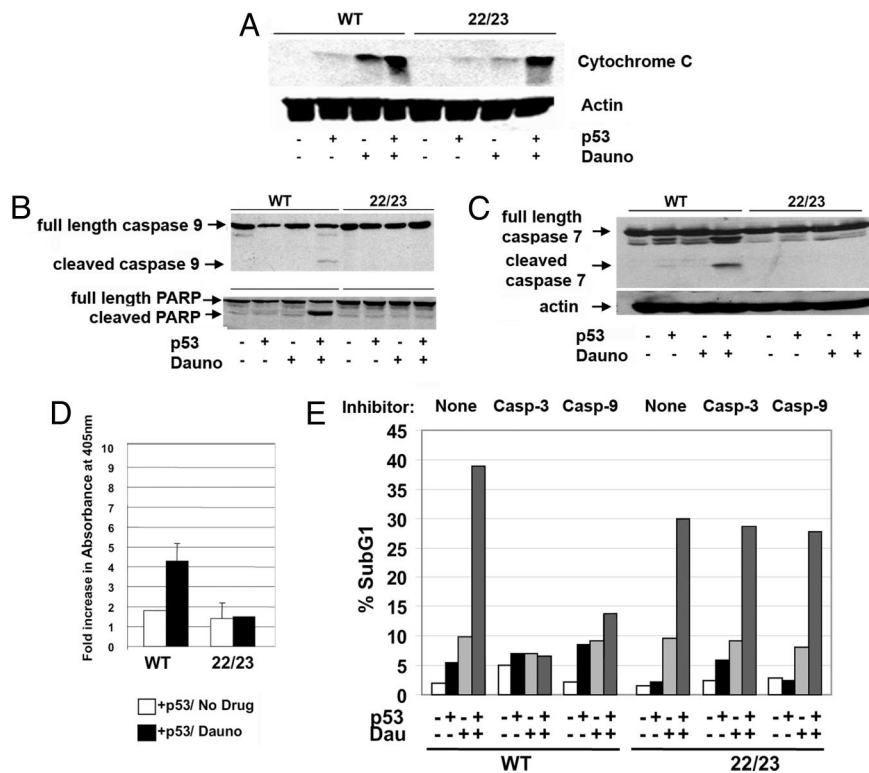 A
WT 22/23
Cytochrome C
Actin
- + - + - + - + p53
- - + + - - + + Dauno
B
WT 22/23
full length caspase 9
cleaved caspase 9
full length PARP
cleaved PARP
p53 - + - + - + - +
Dauno - - + + - - + +
C
WT 22/23
full length
caspase 7
cleaved
caspase 7
actin
p53 - + - + - + - +
Dauno - - + + - - + +
D
Fold increase in Absorbance at 405nm
10
9
8
7
6
5
4
3
2
1
0
WT 22/23
+p53/ No Drug
+p53/ Dauno
E
Inhibitor: None Casp-3 Casp-9 None Casp-3 Casp-9
% SubG1
45
40
35
30
25
20
15
10
5
0
p53 - + - + - + - + - + - + - + - + - + - + - + - +
Dau - - + + - - + + - - + + - - + + - - + + - - + +
WT 22/23